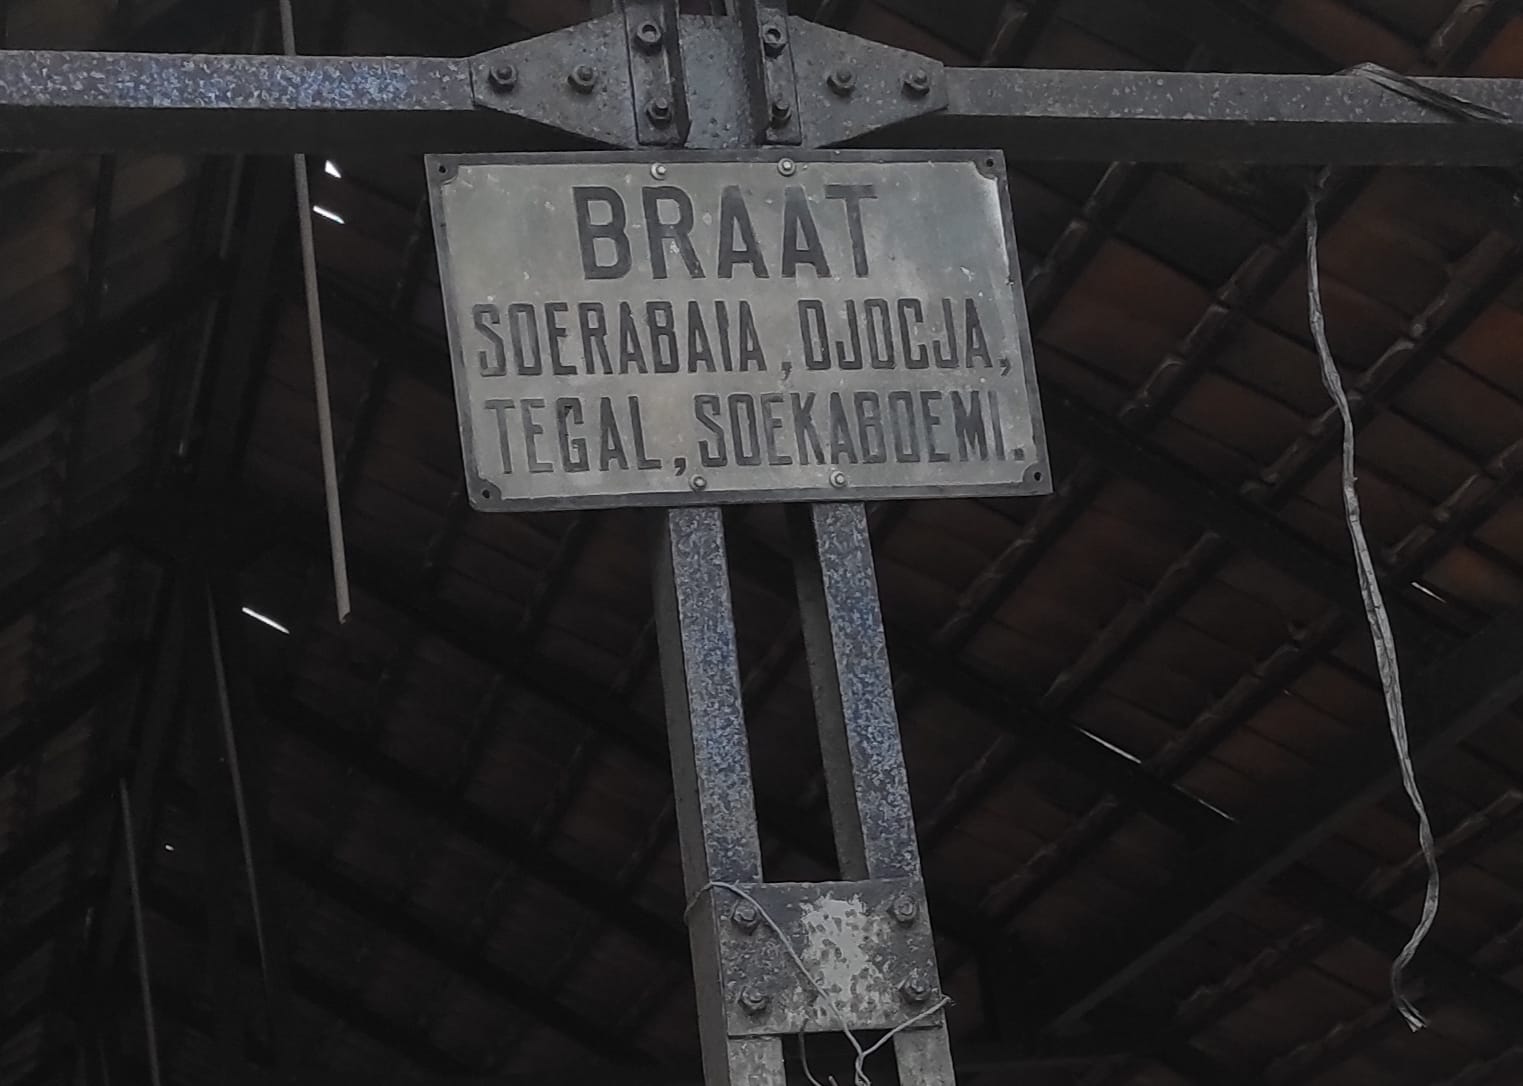 BRAAT
SOERABAIA, DJOCJA,
TEGAL, SOEKABOEMI.